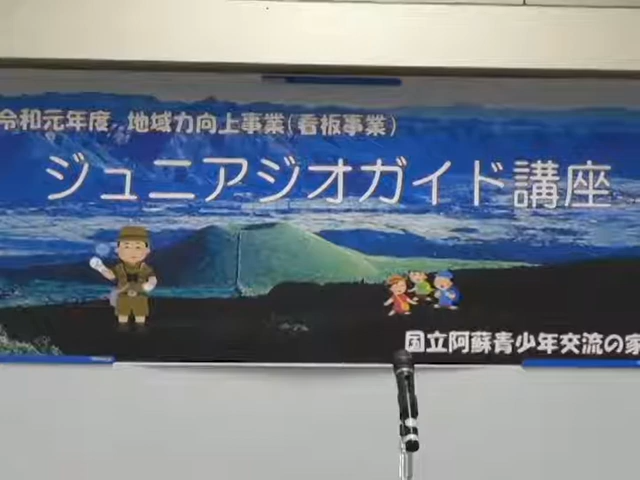 令和元年度 地域力向上事業(看板事業)
ジュニアジオガイド講座
国立阿蘇青少年交流の家